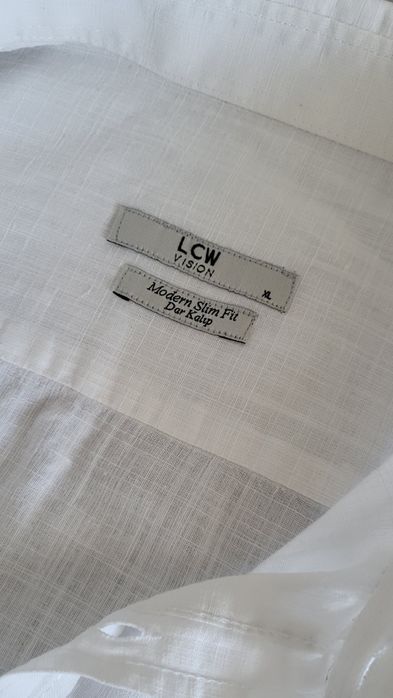 LCW
VISION
XL
Modern Slim Fit
Dar Kalıp